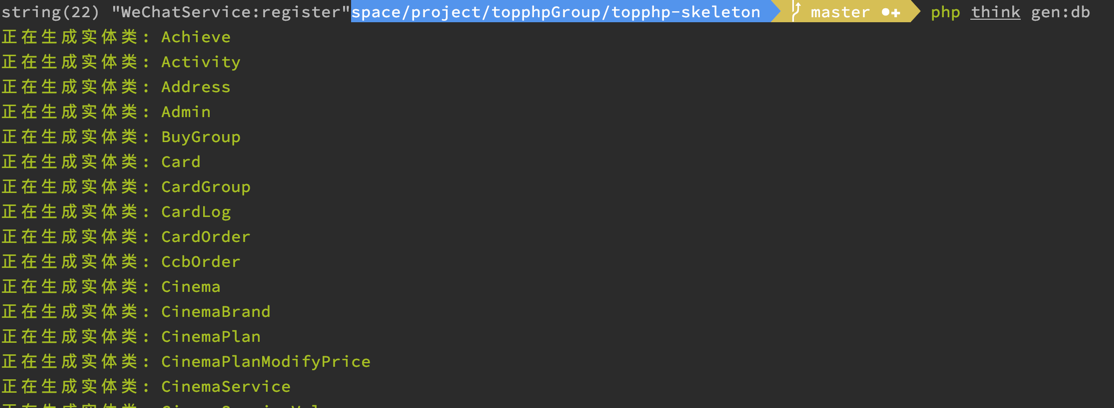 string(22) "WeChatService:register"space/project/topphpGroup/topphp-skeleton master ●+ php think gen:db
正在生成实体类: Achieve
正在生成实体类: Activity
正在生成实体类: Address
正在生成实体类: Admin
正在生成实体类: BuyGroup
正在生成实体类: Card
正在生成实体类: CardGroup
正在生成实体类: CardLog
正在生成实体类: CardOrder
正在生成实体类: CcbOrder
正在生成实体类: Cinema
正在生成实体类: CinemaBrand
正在生成实体类: CinemaPlan
正在生成实体类: CinemaPlanModifyPrice
正在生成实体类: CinemaService